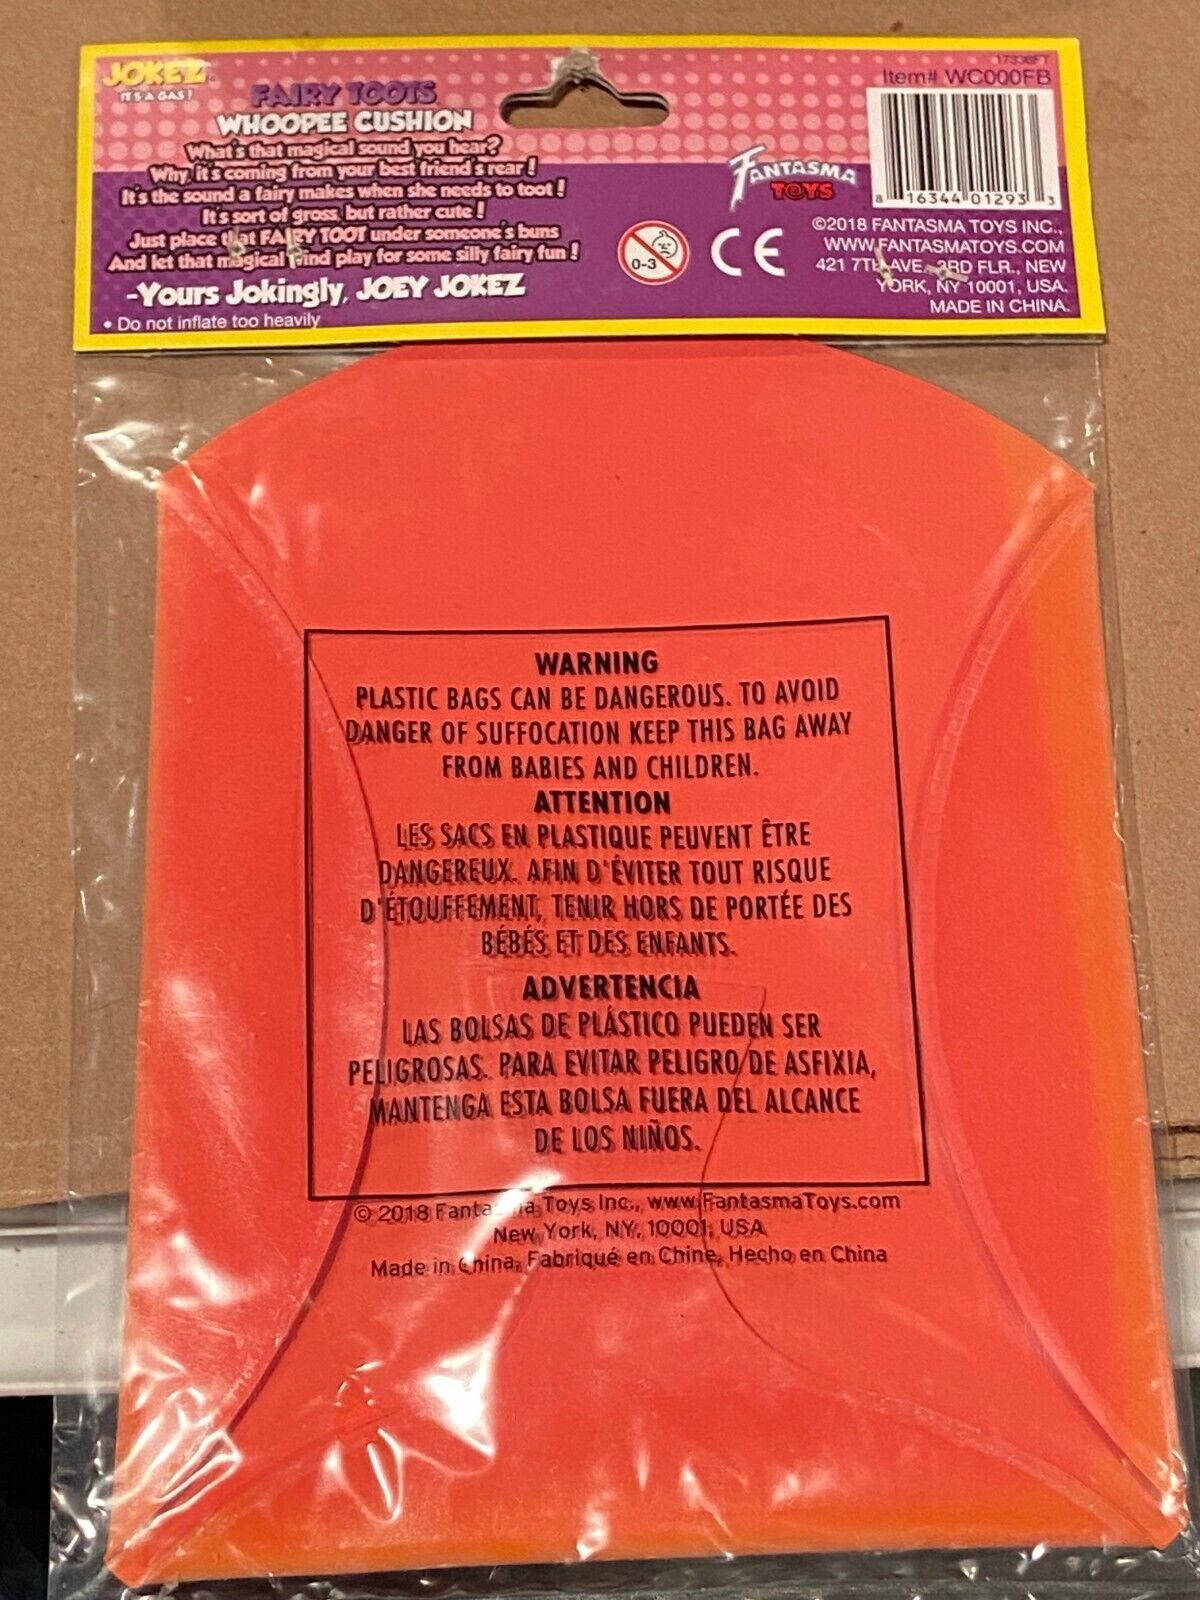 JOKEZ
IT'S A GAS!
FAIRY TOOTS
WHOOPEE CUSHION
What's that magical sound you hear?
Why, it's coming from your best friend's rear!
It's the sound a fairy makes when she needs to toot!
It's sort of gross, but rather cute!
Just place that FAIRY TOOT under someone's buns
And let that magical wind play for some silly fairy fun!
-Yours Jokingly, JOEY JOKEZ
• Do not inflate too heavily
0-3
CE
FANTASMA
TOYS
17336FT
Item# WC000FB
8 16344 01293 3
©2018 FANTASMA TOYS INC.,
WWW.FANTASMATOYS.COM
421 7TH AVE., 3RD FLR., NEW
YORK, NY 10001, USA.
MADE IN CHINA.
WARNING
PLASTIC BAGS CAN BE DANGEROUS. TO AVOID
DANGER OF SUFFOCATION KEEP THIS BAG AWAY
FROM BABIES AND CHILDREN.
ATTENTION
LES SACS EN PLASTIQUE PEUVENT ÊTRE
DANGEREUX. AFIN D'ÉVITER TOUT RISQUE
D'ÉTOUFFEMENT, TENIR HORS DE PORTÉE DES
BÉBÉS ET DES ENFANTS.
ADVERTENCIA
LAS BOLSAS DE PLÁSTICO PUEDEN SER
PELIGROSAS. PARA EVITAR PELIGRO DE ASFIXIA,
MANTENGA ESTA BOLSA FUERA DEL ALCANCE
DE LOS NIÑOS.
© 2018 Fantasma Toys Inc., www.FantasmaToys.com
New York, NY, 10001, USA
Made in China, Fabriqué en Chine, Hecho en China